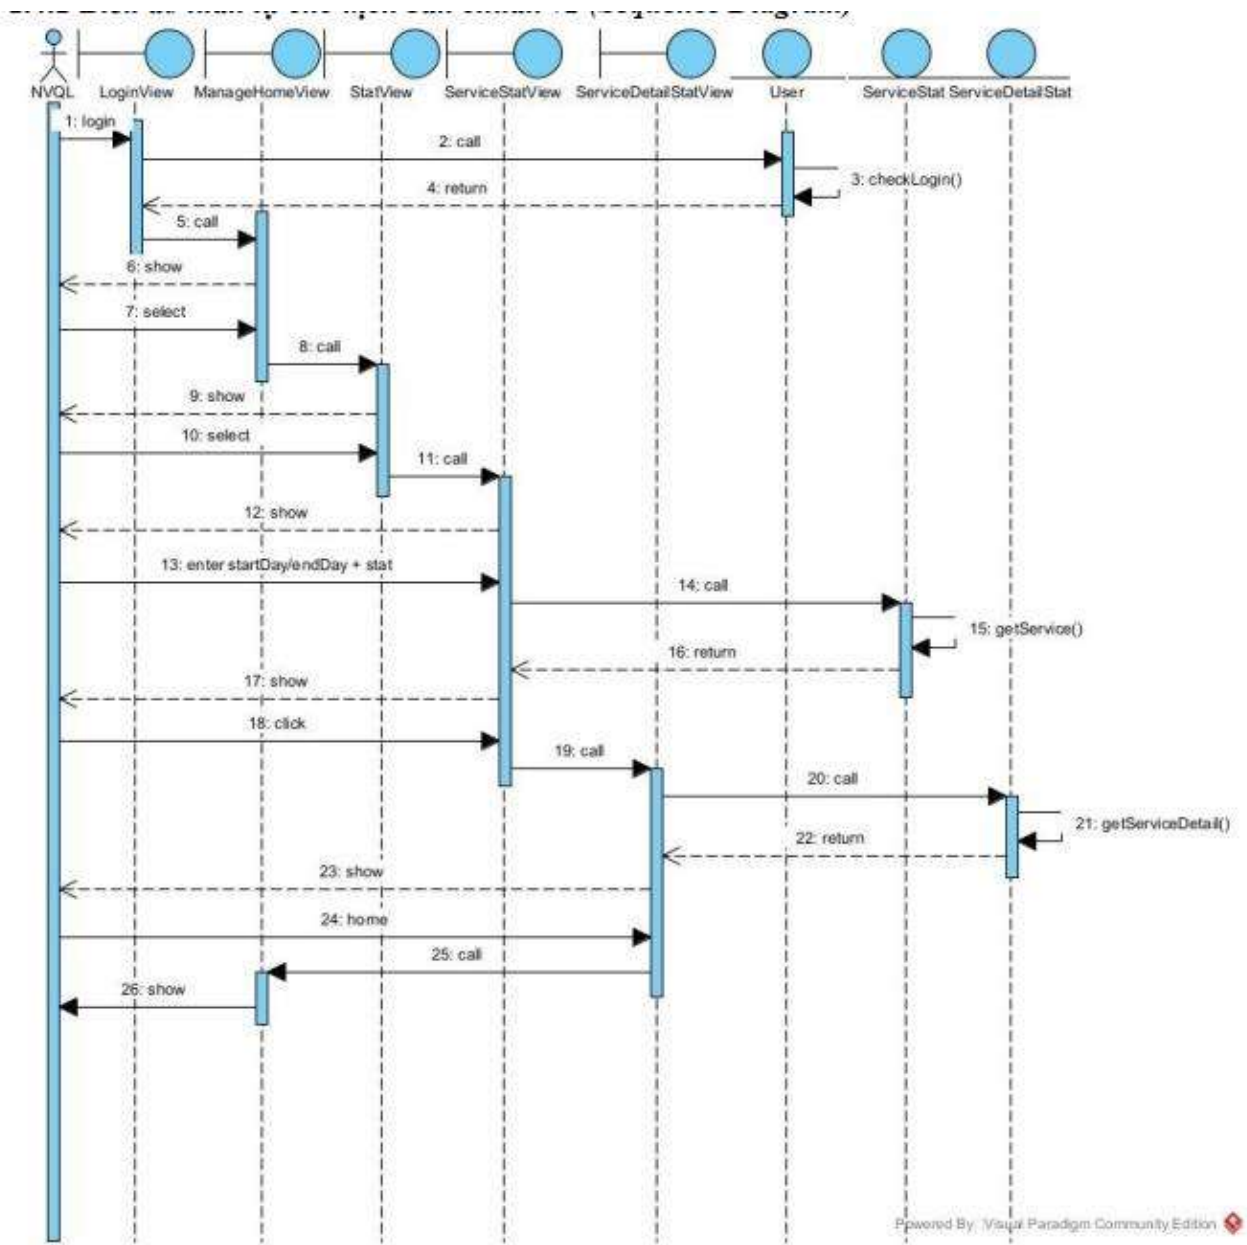 (Sequence Diagram)
NVQL LoginView ManageHomeView StatView ServiceStatView ServiceDetailStatView User ServiceStat ServiceDetailStat
1: login
2: call
3: checkLogin()
4: return
5: call
6: show
7: select
8: call
9: show
10: select
11: call
12: show
13: enter startDay/endDay + stat
14: call
15: getService()
16: return
17: show
18: click
19: call
20: call
21: getServiceDetail()
22: return
23: show
24: home
25: call
26: show
Powered By: Visual Paradigm Community Edition